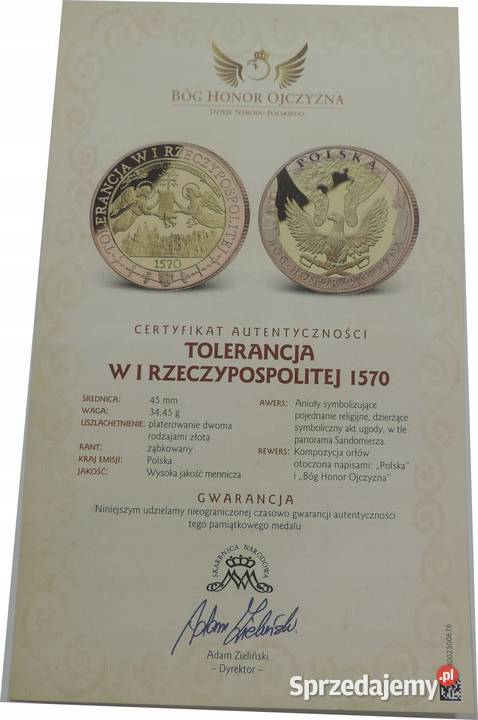 BÓG HONOR OJCZYZNA
DZIEJE NARODU POLSKIEGO
TOLERANCJA W I RZECZYPOSPOLITEJ
1570
POLSKA
BÓG HONOR OJCZYZNA
CERTYFIKAT AUTENTYCZNOŚCI
TOLERANCJA
W I RZECZYPOSPOLITEJ 1570
ŚREDNICA: 45 mm
WAGA: 34,45 g
USZLACHETNIENIE: platerowanie dwoma
rodzajami złota
RANT: ząbkowany
KRAJ EMISJI: Polska
JAKOŚĆ: Wysoka jakość mennicza
AWERS: Anioły symbolizujące
pojednanie religijne, dzierżące
symboliczny akt ugody, w tle
panorama Sandomierza.
REWERS: Kompozycja orłów
otoczona napisami: „Polska”
i „Bóg Honor Ojczyzna”
GWARANCJA
Niniejszym udzielamy nieograniczonej czasowo gwarancji autentyczności
tego pamiątkowego medalu
SKARBNICA NARODOWA
Adam Zieliński
Adam Zieliński
– Dyrektor –
Sprzedajemy.pl